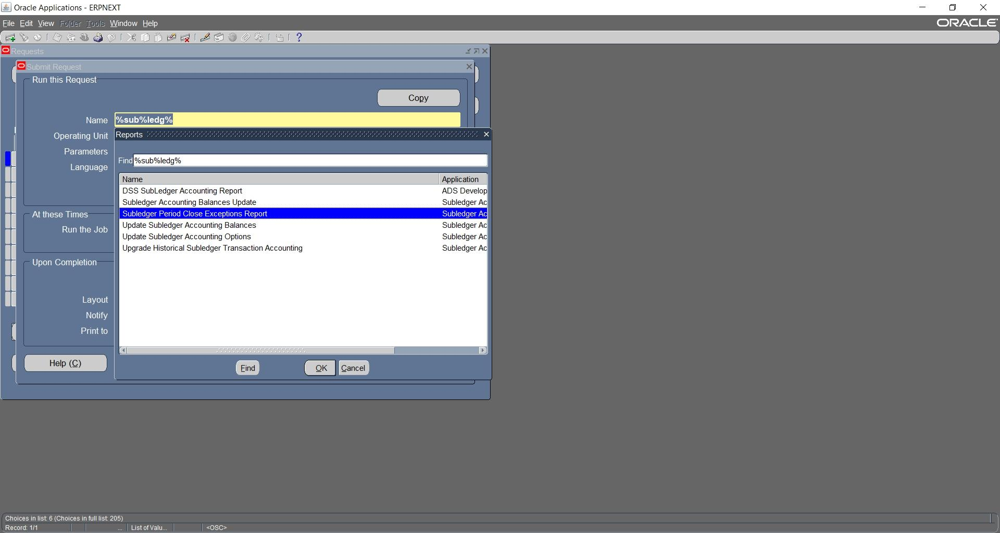 Oracle Applications - ERPNEXT
File Edit View Folder Tools Window Help
ORACLE
Requests
Submit Request
Run this Request
Copy
Name %sub%ledg%
Operating Unit
Parameters
Language
Reports
Find %sub%ledg%
Name Application
DSS SubLedger Accounting Report ADS Develop
Subledger Accounting Balances Update Subledger Ac
Subledger Period Close Exceptions Report Subledger Ac
Update Subledger Accounting Balances Subledger Ac
Update Subledger Accounting Options Subledger Ac
Upgrade Historical Subledger Transaction Accounting Subledger Ac
At these Times
Run the Job
Upon Completion
Layout
Notify
Print to
Help (C)
Find OK Cancel
Choices in list: 6 (Choices in full list: 205)
Record: 1/1 ... List of Valu... <OSC>